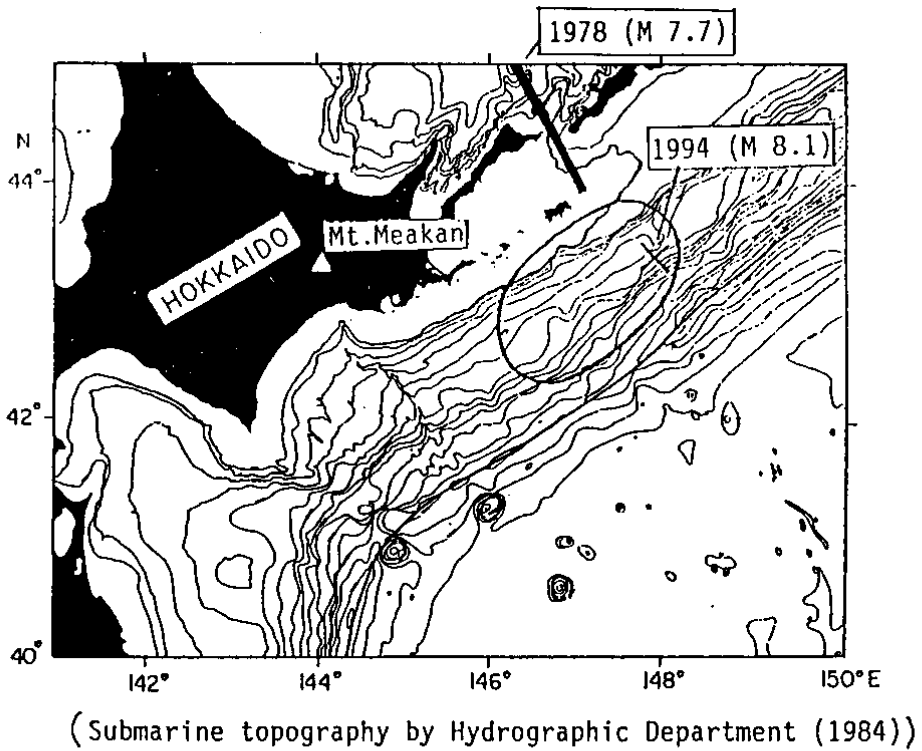 1978 (M 7.7)
N
1994 (M 8.1)
44°
Mt.Meakan
HOKKAIDO
42°
40°
142°
144°
146°
148°
150°E
(Submarine topography by Hydrographic Department (1984))